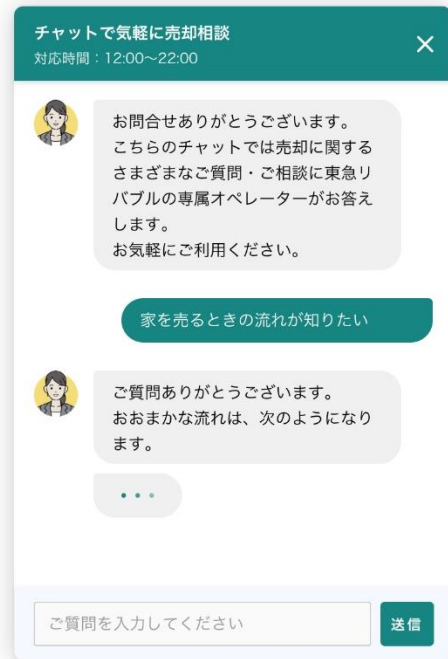 チャットで気軽に売却相談
対応時間：12:00～22:00
お問合せありがとうございます。
こちらのチャットでは売却に関する
さまざまなご質問・ご相談に東急リ
バブルの専属オペレーターがお答え
します。
お気軽にご利用ください。
家を売るときの流れが知りたい
ご質問ありがとうございます。
おおまかな流れは、次のようになり
ます。
ご質問を入力してください
送信